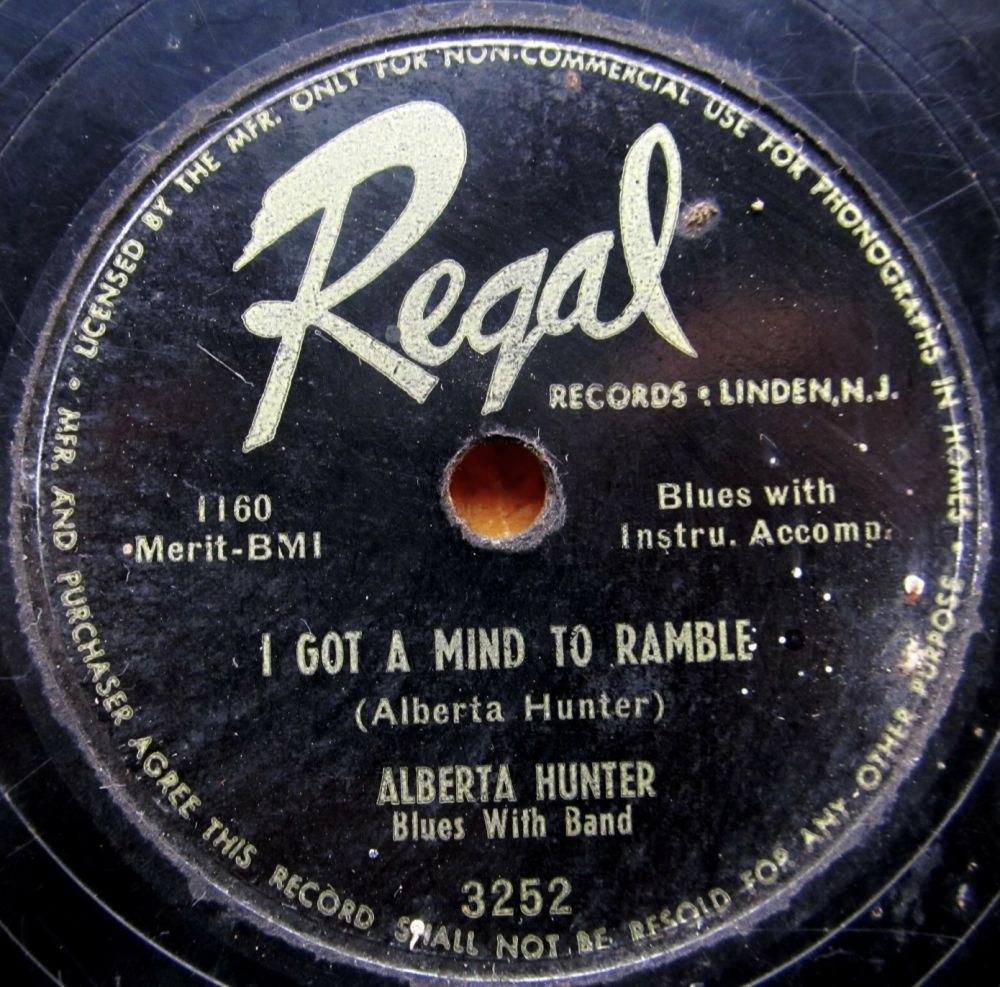 LICENSED BY THE MFR. ONLY FOR NON-COMMERCIAL USE FOR PHONOGRAPHS IN HOMES • MFR. AND PURCHASER AGREE THIS RECORD SHALL NOT BE RESOLD FOR ANY OTHER PURPOSE •
Regal
RECORDS : LINDEN, N.J.
1160
Merit-BMI
Blues with
Instru. Accomp.
I GOT A MIND TO RAMBLE
(Alberta Hunter)
ALBERTA HUNTER
Blues With Band
3252